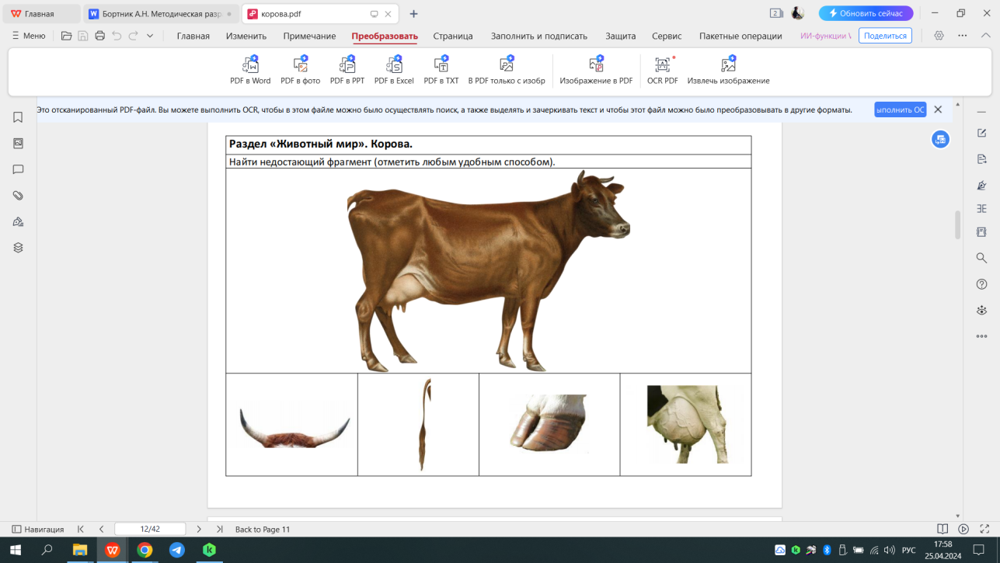 Главная
Бортник А.Н. Методическая разр
корова.pdf
2
Обновить сейчас
Меню
Главная Изменить Примечание Преобразовать Страница Заполнить и подписать Защита Сервис Пакетные операции ИИ-функции Поделиться
PDF в Word PDF в фото PDF в PPT PDF в Excel PDF в TXT В PDF только с изобр Изображение в PDF OCR PDF Извлечь изображение
Это отсканированный PDF-файл. Вы можете выполнить OCR, чтобы в этом файле можно было осуществлять поиск, а также выделять и зачеркивать текст и чтобы этот файл можно было преобразовывать в другие форматы.
ыполнить ОС
Раздел «Животный мир». Корова.
Найти недостающий фрагмент (отметить любым удобным способом).
Навигация 12/42 Back to Page 11
РУС
17:58
25.04.2024